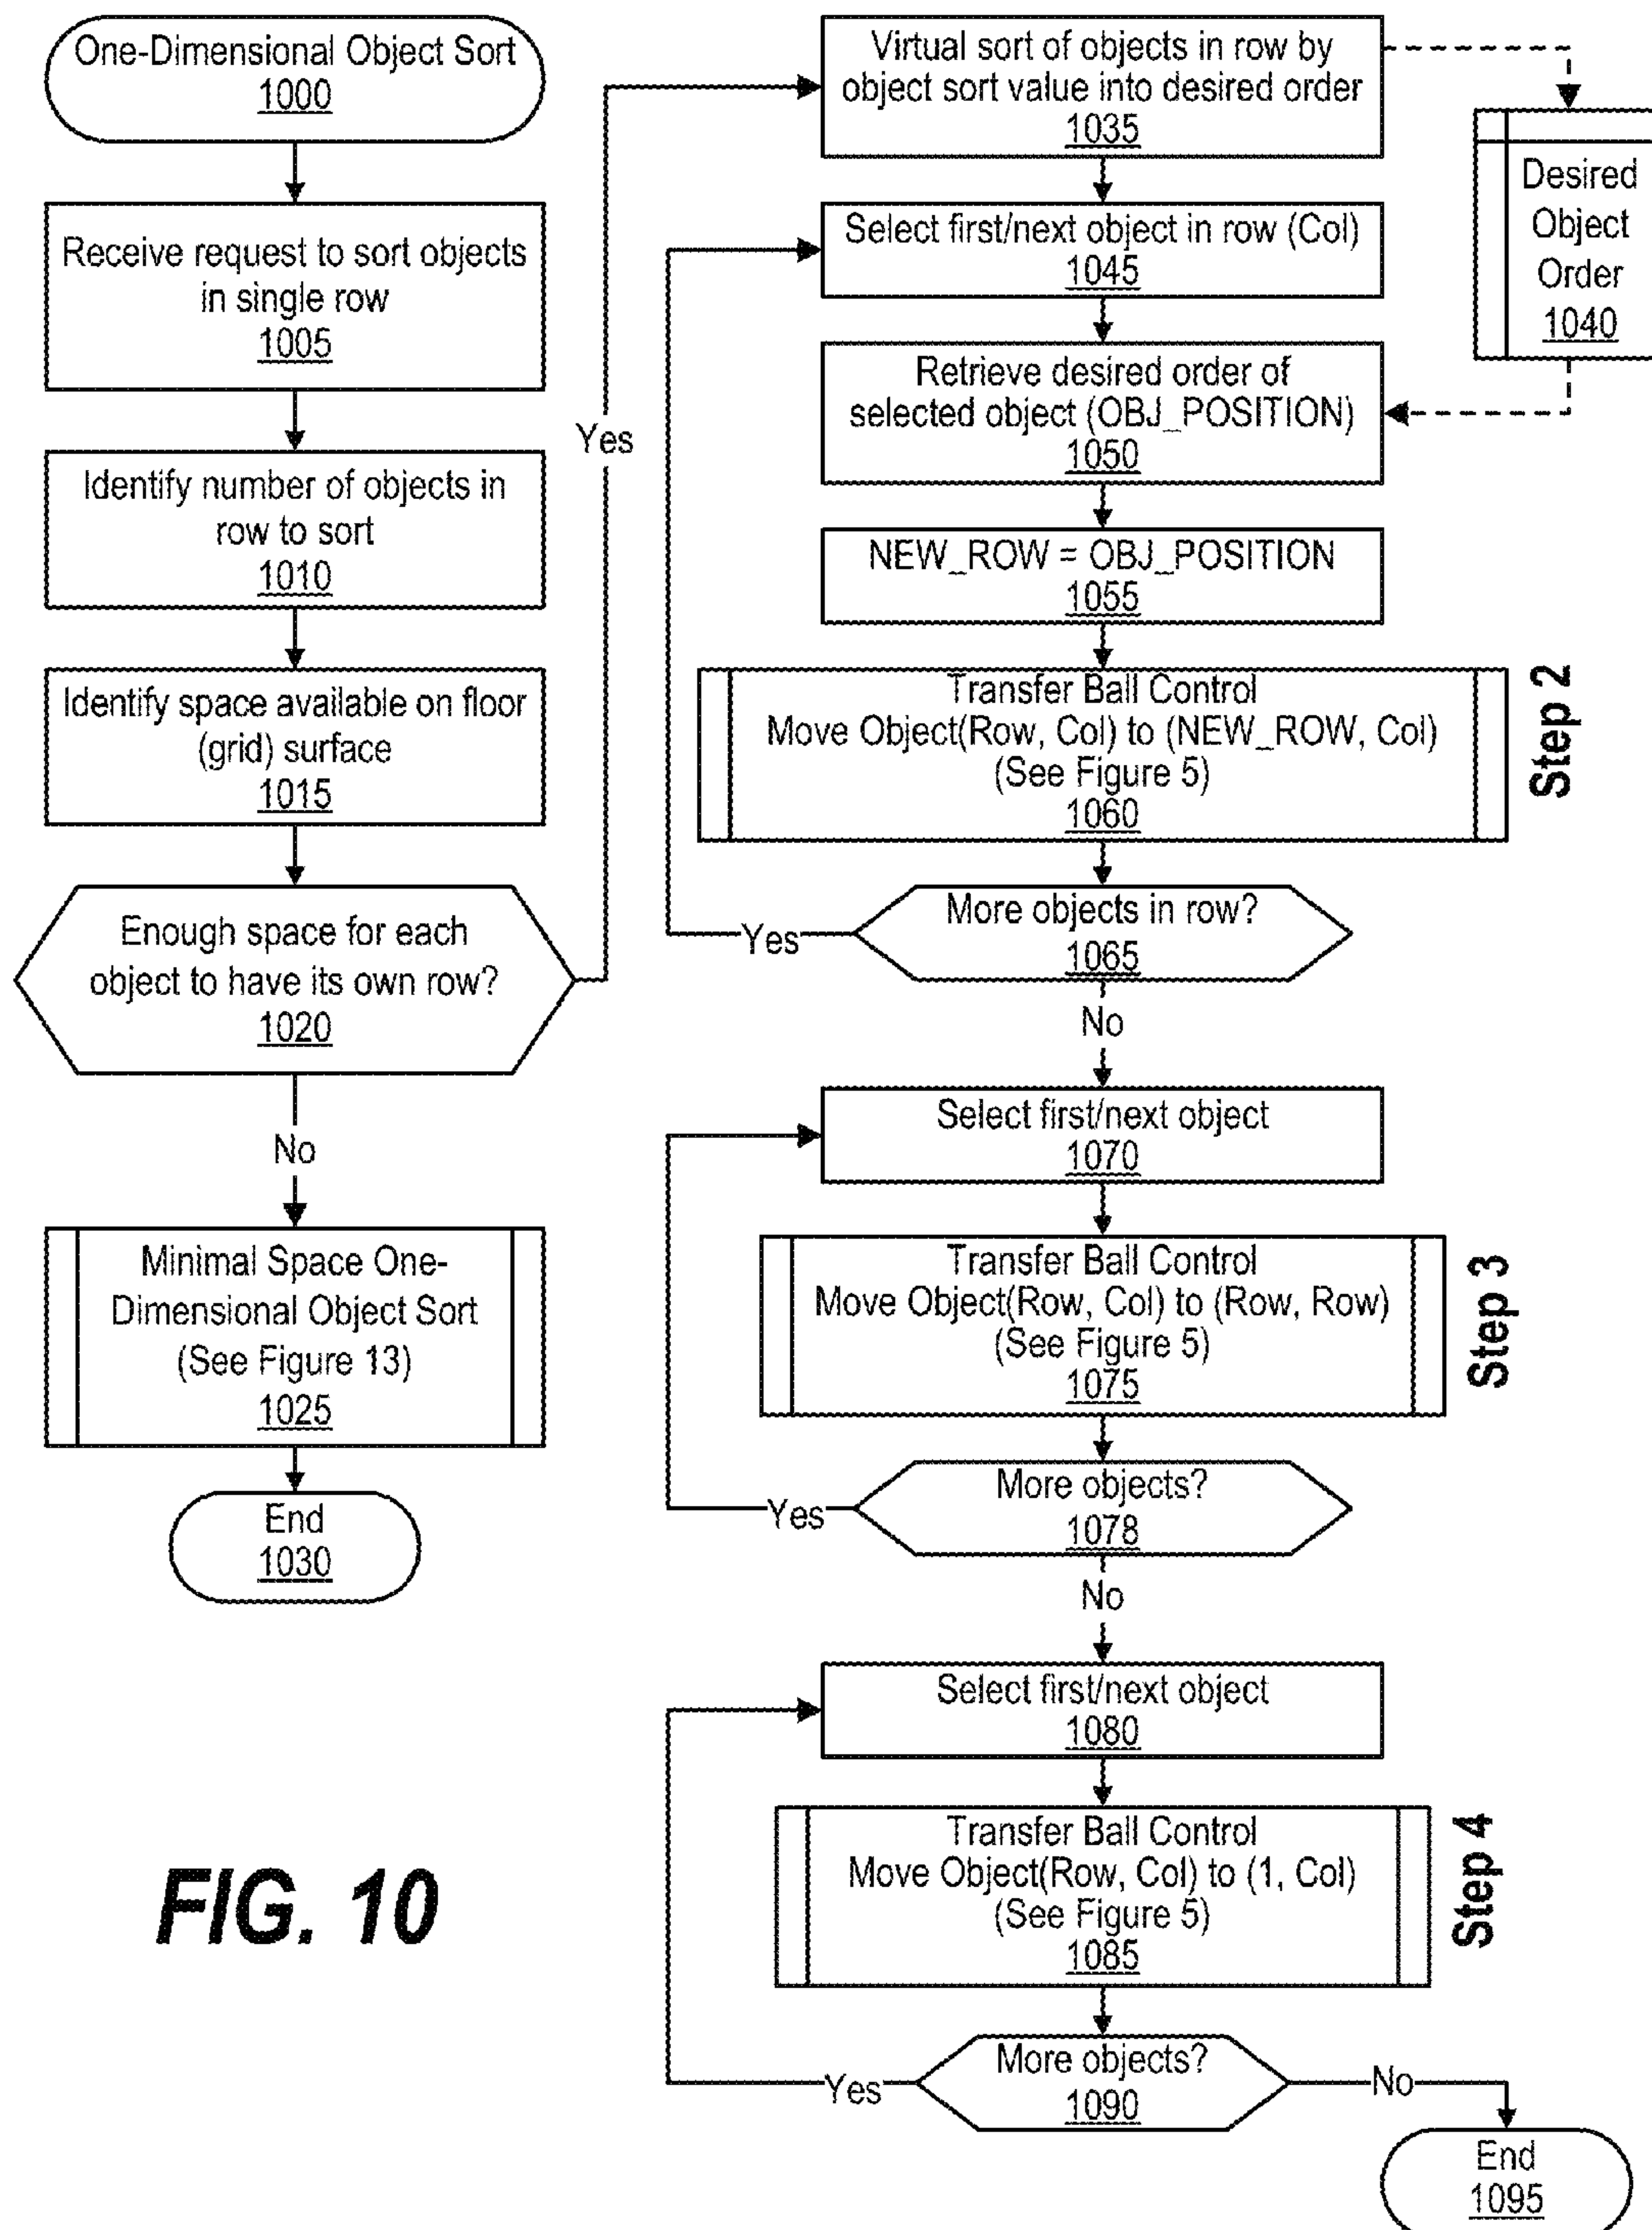 One-Dimensional Object Sort
1000
Receive request to sort objects
in single row
1005
Identify number of objects in
row to sort
1010
Identify space available on floor
(grid) surface
1015
Enough space for each
object to have its own row?
1020
Yes
No
Minimal Space One-
Dimensional Object Sort
(See Figure 13)
1025
End
1030
Virtual sort of objects in row by
object sort value into desired order
1035
Desired
Object
Order
1040
Select first/next object in row (Col)
1045
Retrieve desired order of
selected object (OBJ_POSITION)
1050
NEW_ROW = OBJ_POSITION
1055
Transfer Ball Control
Move Object(Row, Col) to (NEW_ROW, Col)
(See Figure 5)
1060
Step 2
More objects in row?
1065
Yes
No
Select first/next object
1070
Transfer Ball Control
Move Object(Row, Col) to (Row, Row)
(See Figure 5)
1075
Step 3
More objects?
1078
Yes
No
Select first/next object
1080
Transfer Ball Control
Move Object(Row, Col) to (1, Col)
(See Figure 5)
1085
Step 4
More objects?
1090
Yes
No
End
1095
FIG. 10